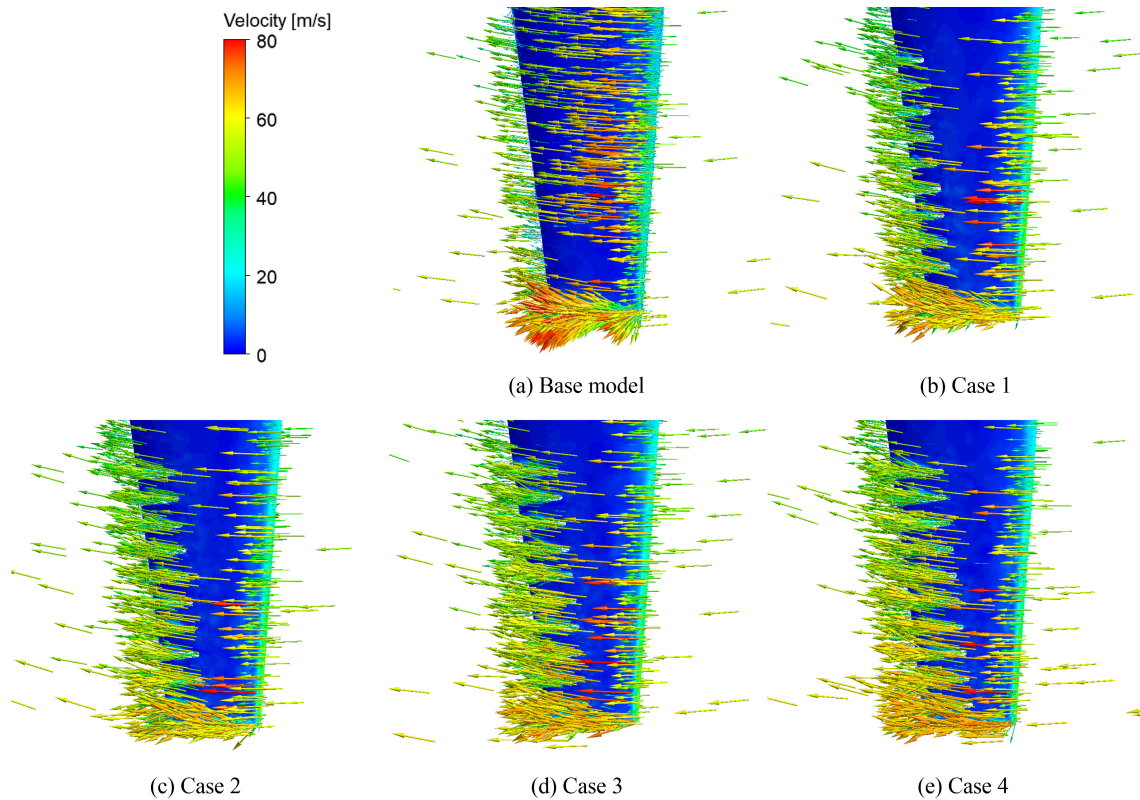 Velocity [m/s]
80
60
40
20
0
(a) Base model
(b) Case 1
(c) Case 2
(d) Case 3
(e) Case 4